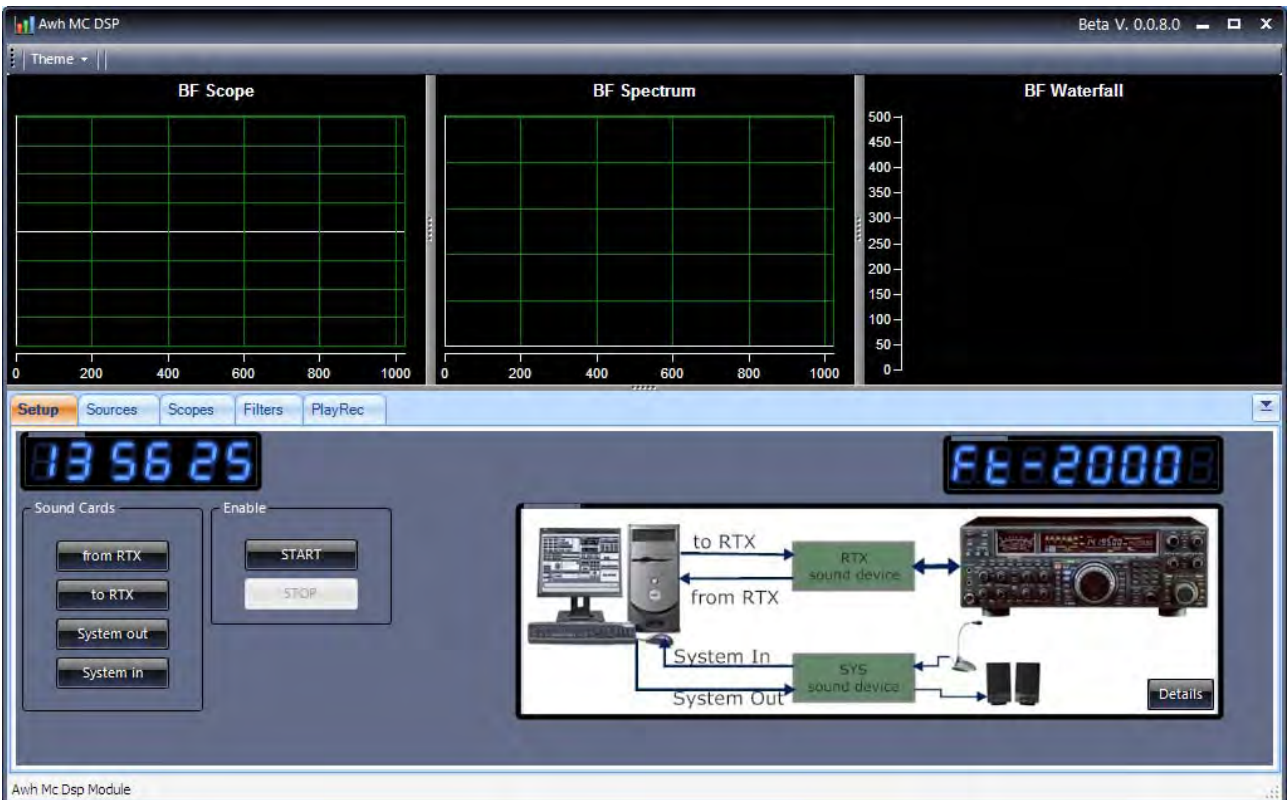 Awh MC DSP
Beta V. 0.0.8.0
Theme
BF Scope
BF Spectrum
BF Waterfall
500
450
400
350
300
250
200
150
100
50
0
0 200 400 600 800 1000
0 200 400 600 800 1000
Setup Sources Scopes Filters PlayRec
13 56 25
Ft-2000
Sound Cards
from RTX
to RTX
System out
System in
Enable
START
STOP
to RTX
from RTX
RTX
sound device
System In
System Out
SYS
sound device
Details
Awh Mc Dsp Module